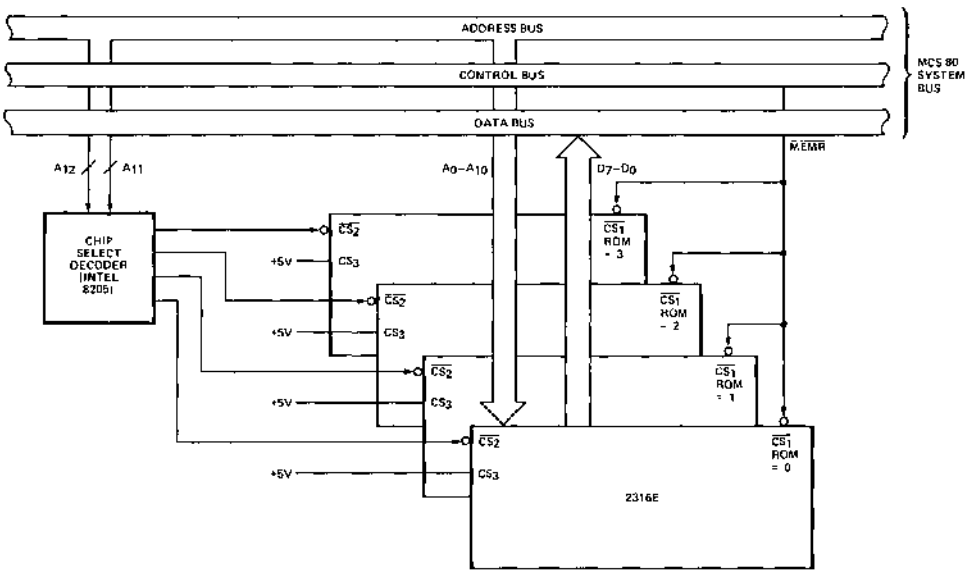 ADDRESS BUS
CONTROL BUS
DATA BUS
MCS 80
SYSTEM
BUS
MEMR
A12
A11
A0–A10
D7–D0
CHIP
SELECT
DECODER
(INTEL
8205)
CS2
CS1
ROM
= 3
+5V
CS3
CS2
CS1
ROM
= 2
+5V
CS3
CS2
CS1
ROM
= 1
+5V
CS3
CS2
CS1
ROM
= 0
+5V
CS3
2316E